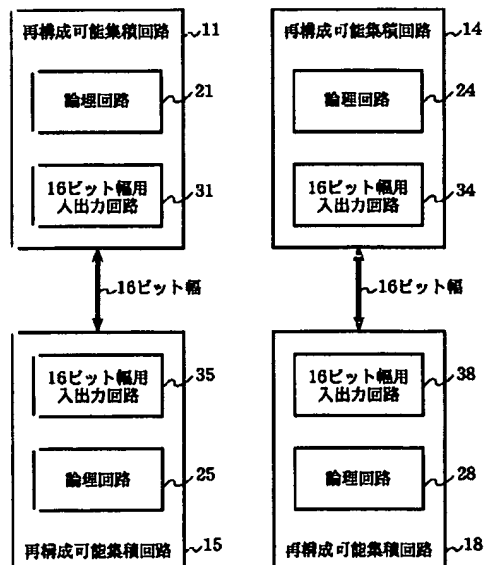 再構成可能集積回路 11
論理回路 21
16ビット幅用
入出力回路 31
16ビット幅
16ビット幅用
入出力回路 35
論理回路 25
再構成可能集積回路 15
再構成可能集積回路 14
論理回路 24
16ビット幅用
入出力回路 34
16ビット幅
16ビット幅用
入出力回路 38
論理回路 28
再構成可能集積回路 18